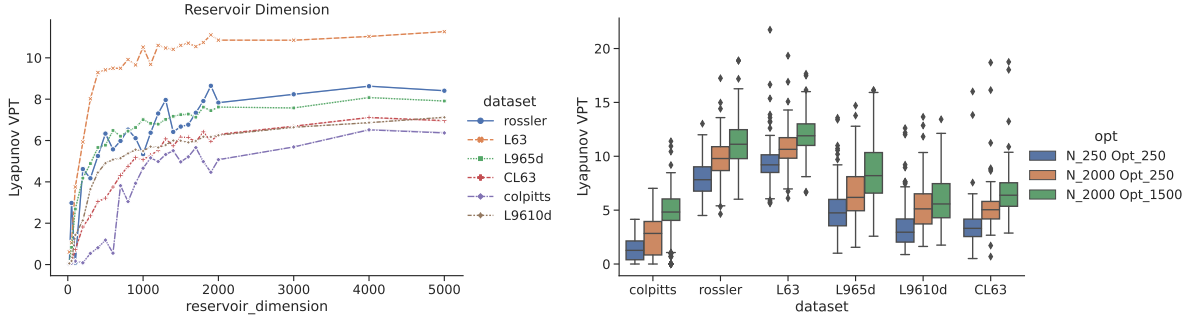 Reservoir Dimension
Lyapunov VPT
10
8
6
4
2
0
0
1000
2000
3000
4000
5000
reservoir_dimension
dataset
rossler
L63
L965d
CL63
colpitts
L9610d
Lyapunov VPT
20
15
10
5
0
colpitts
rossler
L63
L965d
L9610d
CL63
dataset
opt
N_250 Opt_250
N_2000 Opt_250
N_2000 Opt_1500